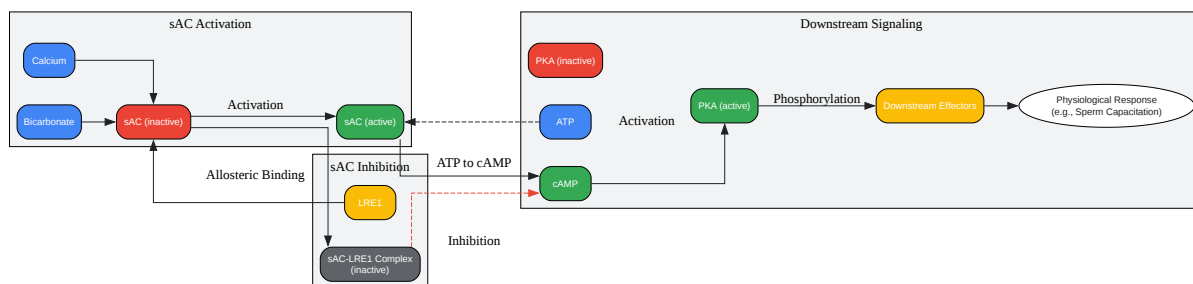 sAC Activation
Downstream Signaling
Calcium
PKA (inactive)
Bicarbonate
sAC (inactive)
Activation
sAC (active)
ATP
Activation
PKA (active)
Phosphorylation
Downstream Effectors
Physiological Response
(e.g., Sperm Capacitation)
sAC Inhibition
ATP to cAMP
Allosteric Binding
cAMP
LRE1
Inhibition
sAC-LRE1 Complex
(inactive)